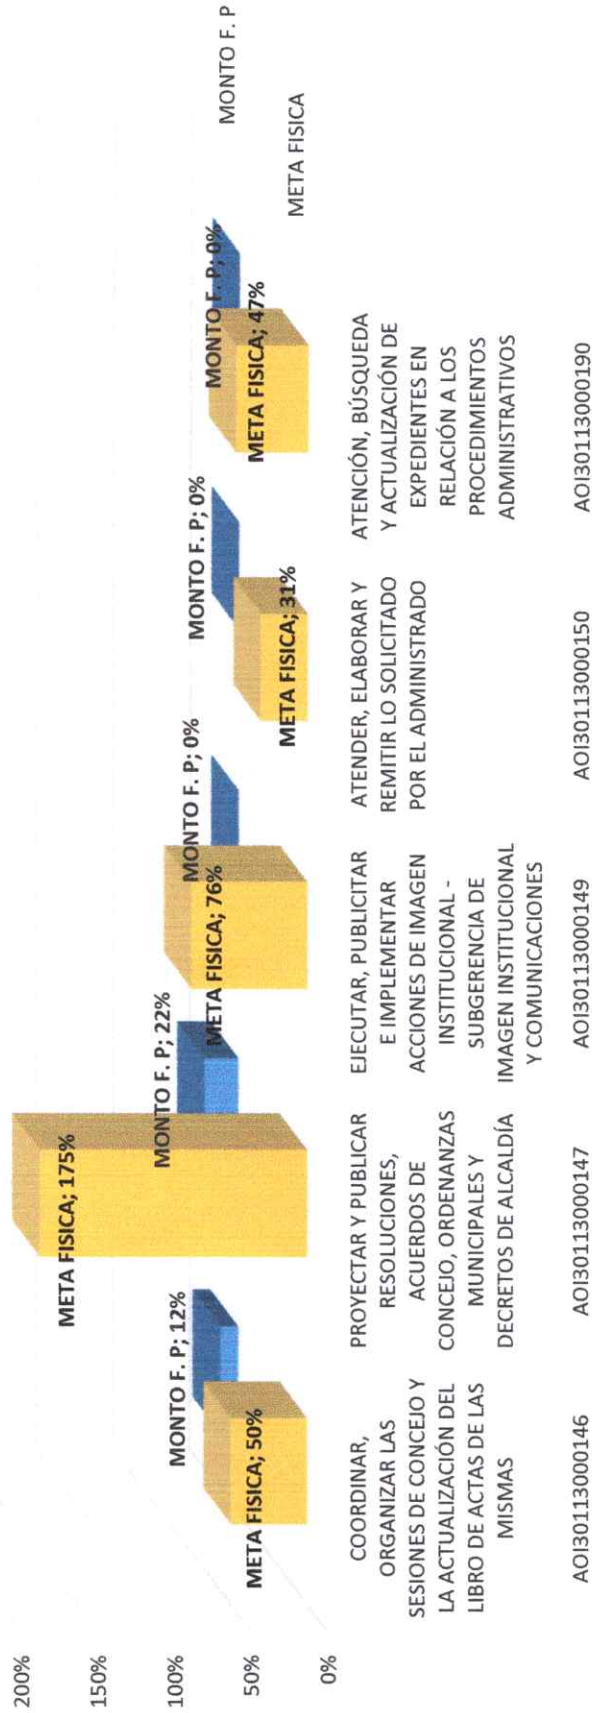 200%
150%
100%
50%
0%
META FISICA; 50%
MONTO F. P; 12%
META FISICA; 175%
MONTO F. P; 22%
META FISICA; 76%
MONTO F. P; 0%
META FISICA; 31%
MONTO F. P; 0%
META FISICA; 47%
MONTO F. P; 0%
MONTO F. P
META FISICA
COORDINAR,
ORGANIZAR LAS
SESIONES DE CONCEJO Y
LA ACTUALIZACIÓN DEL
LIBRO DE ACTAS DE LAS
MISMAS
AOI30113000146
PROYECTAR Y PUBLICAR
RESOLUCIONES,
ACUERDOS DE
CONCEJO, ORDENANZAS
MUNICIPALES Y
DECRETOS DE ALCALDÍA
AOI30113000147
EJECUTAR, PUBLICITAR
E IMPLEMENTAR
ACCIONES DE IMAGEN
INSTITUCIONAL -
SUBGERENCIA DE
IMAGEN INSTITUCIONAL
Y COMUNICACIONES
AOI30113000149
ATENDER, ELABORAR Y
REMITIR LO SOLICITADO
POR EL ADMINISTRADO
AOI30113000150
ATENCIÓN, BÚSQUEDA
Y ACTUALIZACIÓN DE
EXPEDIENTES EN
RELACIÓN A LOS
PROCEDIMIENTOS
ADMINISTRATIVOS
AOI30113000190